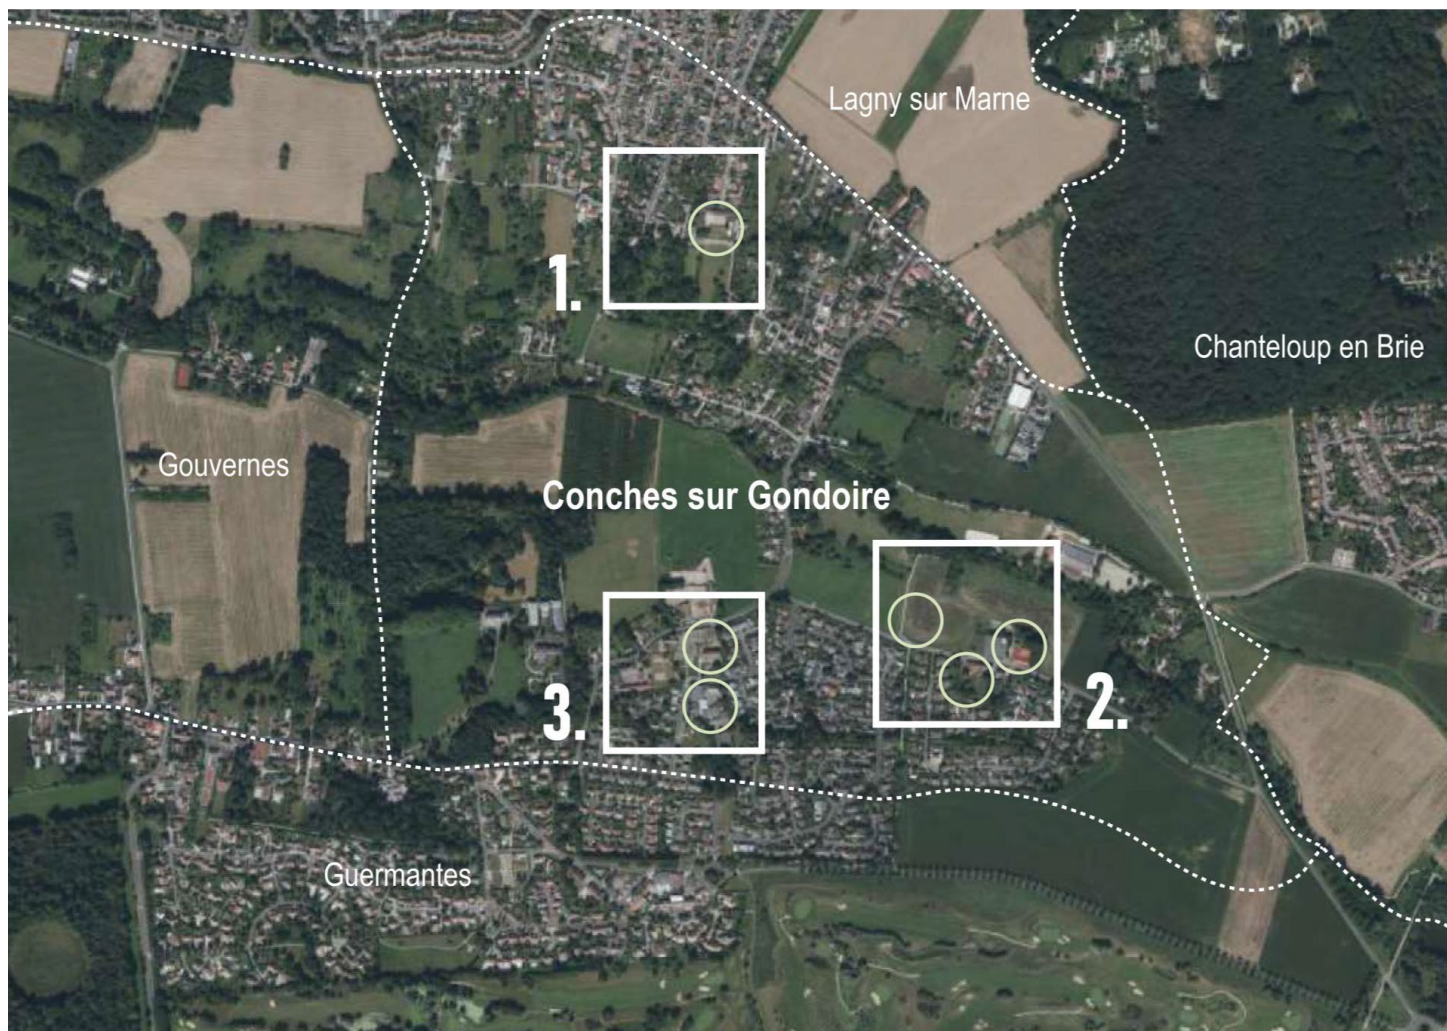 Lagny sur Marne
1.
Chanteloup en Brie
Gouvernes
Conches sur Gondoire
3.
2.
Guermantes